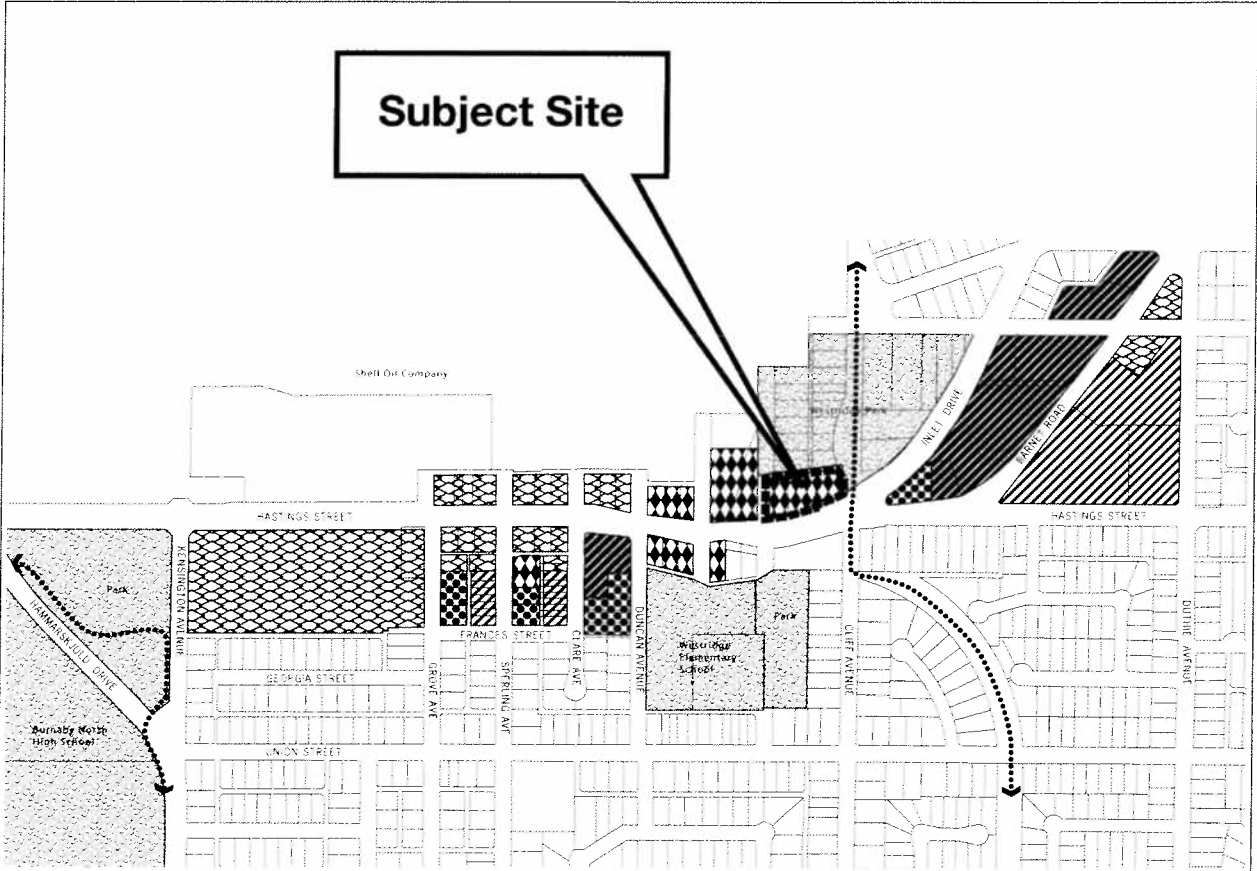 Subject Site
Shell Oil Company
INLET DRIVE
BARNET ROAD
HASTINGS STREET
HASTINGS STREET
KENSINGTON AVENUE
Park
HAMMARSKJOLD DRIVE
FRANCES STREET
CLARE AVE
DUNCAN AVENUE
Westridge
Elementary
School
Park
CLIFF AVENUE
DUTHIE AVENUE
GEORGIA STREET
GROVE AVE
SPERLING AVE
Burnaby North
High School
UNION STREET